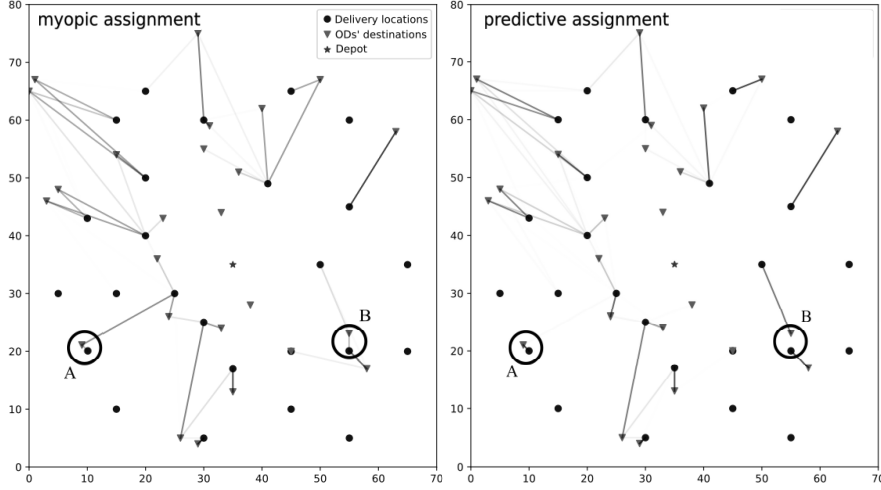 myopic assignment
Delivery locations
ODs' destinations
Depot
80
70
60
50
40
30
20
10
0
A
B
0 10 20 30 40 50 60 70
predictive assignment
80
70
60
50
40
30
20
10
0
A
B
0 10 20 30 40 50 60 70